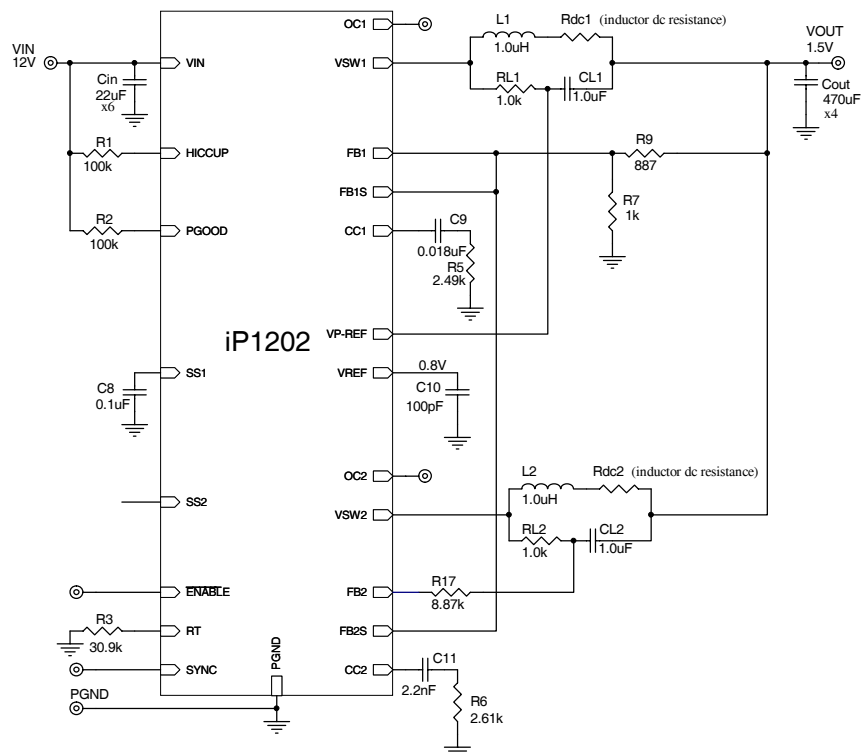 OC1
L1
Rdc1 (inductor dc resistance)
1.0uH
VOUT
1.5V
VIN
12V
VIN
VSW1
Cin
22uF
x6
RL1
1.0k
CL1
1.0uF
Cout
470uF
x4
R1
100k
HICCUP
FB1
R9
887
FB1S
R7
1k
R2
100k
PGOOD
CC1
C9
0.018uF
R5
2.49k
iP1202
VP-REF
C8
0.1uF
SS1
VREF
0.8V
C10
100pF
OC2
L2
Rdc2 (inductor dc resistance)
1.0uH
SS2
VSW2
RL2
1.0k
CL2
1.0uF
ENABLE
FB2
R17
8.87k
R3
30.9k
RT
FB2S
SYNC
PGND
CC2
C11
2.2nF
PGND
R6
2.61k